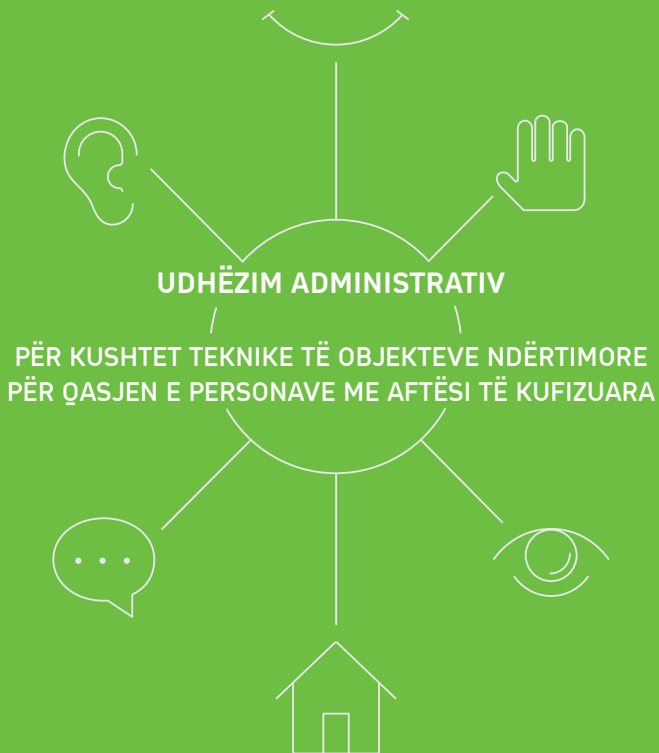 UDHËZIM ADMINISTRATIV
PËR KUSHTET TEKNIKE TË OBJEKTEVE NDËRTIMORE
PËR QASJEN E PERSONAVE ME AFTËSI TË KUFIZUARA